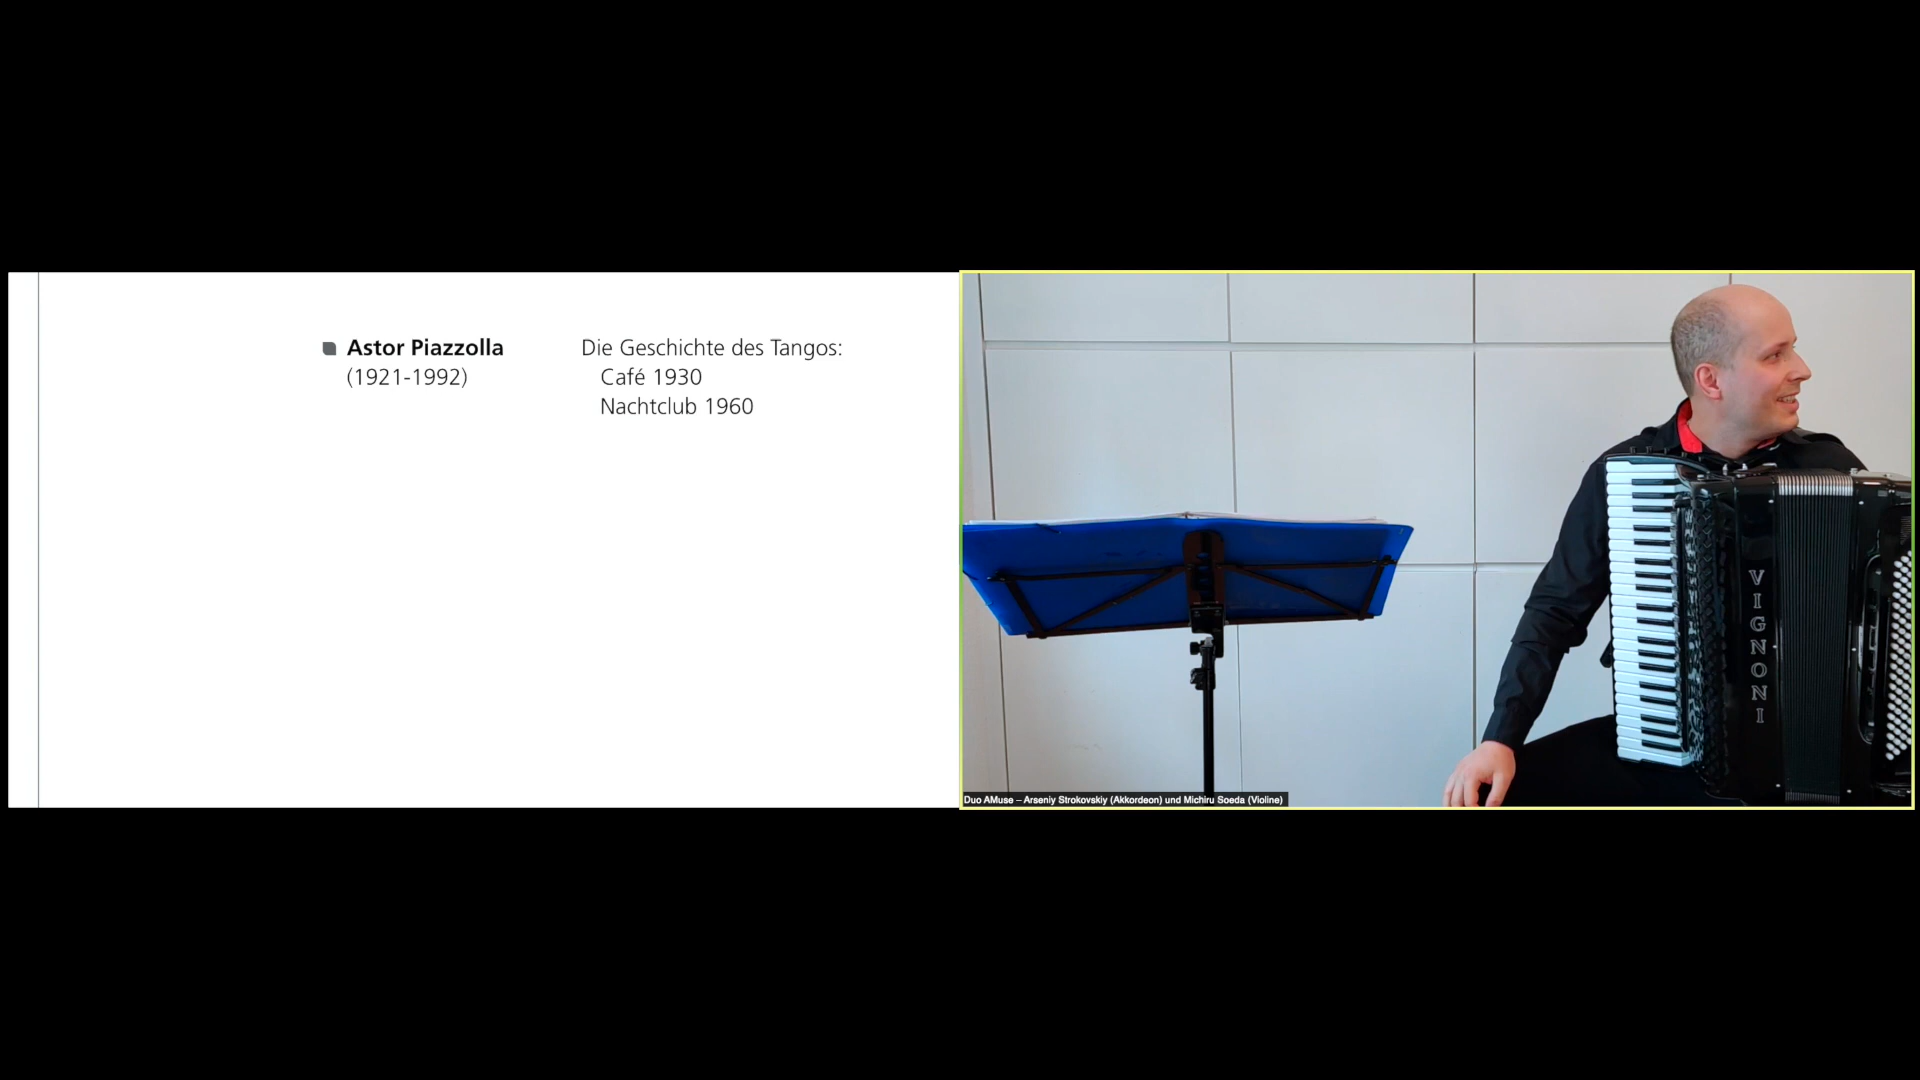 Astor Piazzolla
(1921-1992)
Die Geschichte des Tangos:
Café 1930
Nachtclub 1960
VIGNONI
Duo AMuse – Arseniy Strokovskiy (Akkordeon) und Michiru Soeda (Violine)